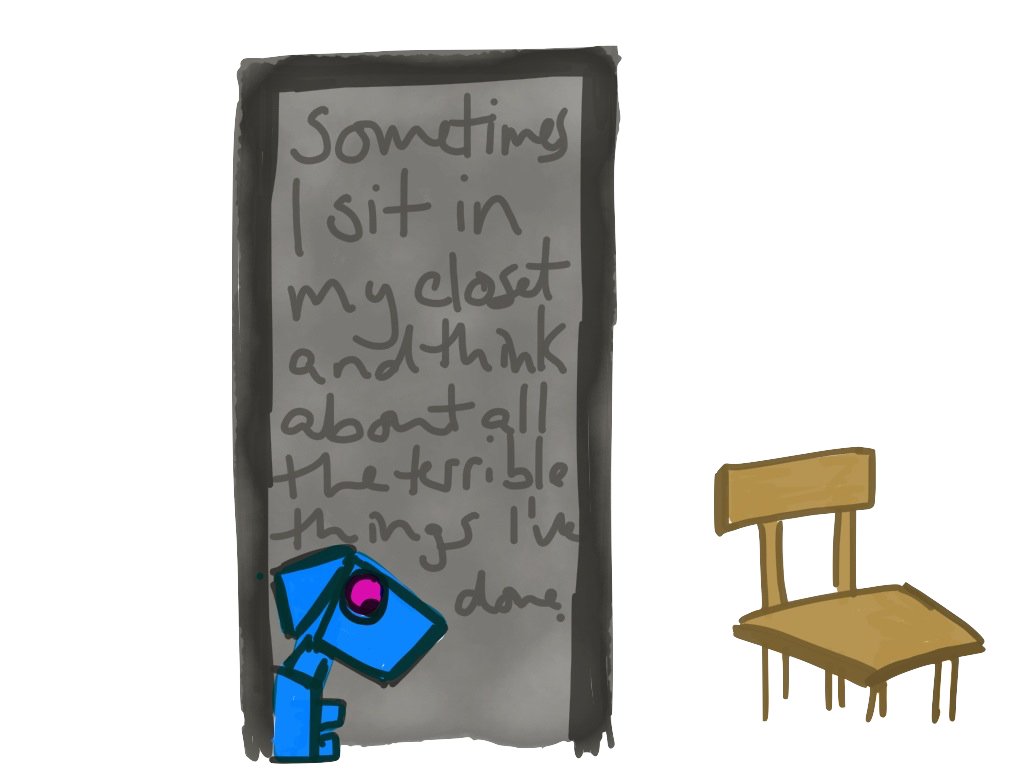 Sometimes
I sit in
my closet
and think
about all
the terrible
things I've
done.